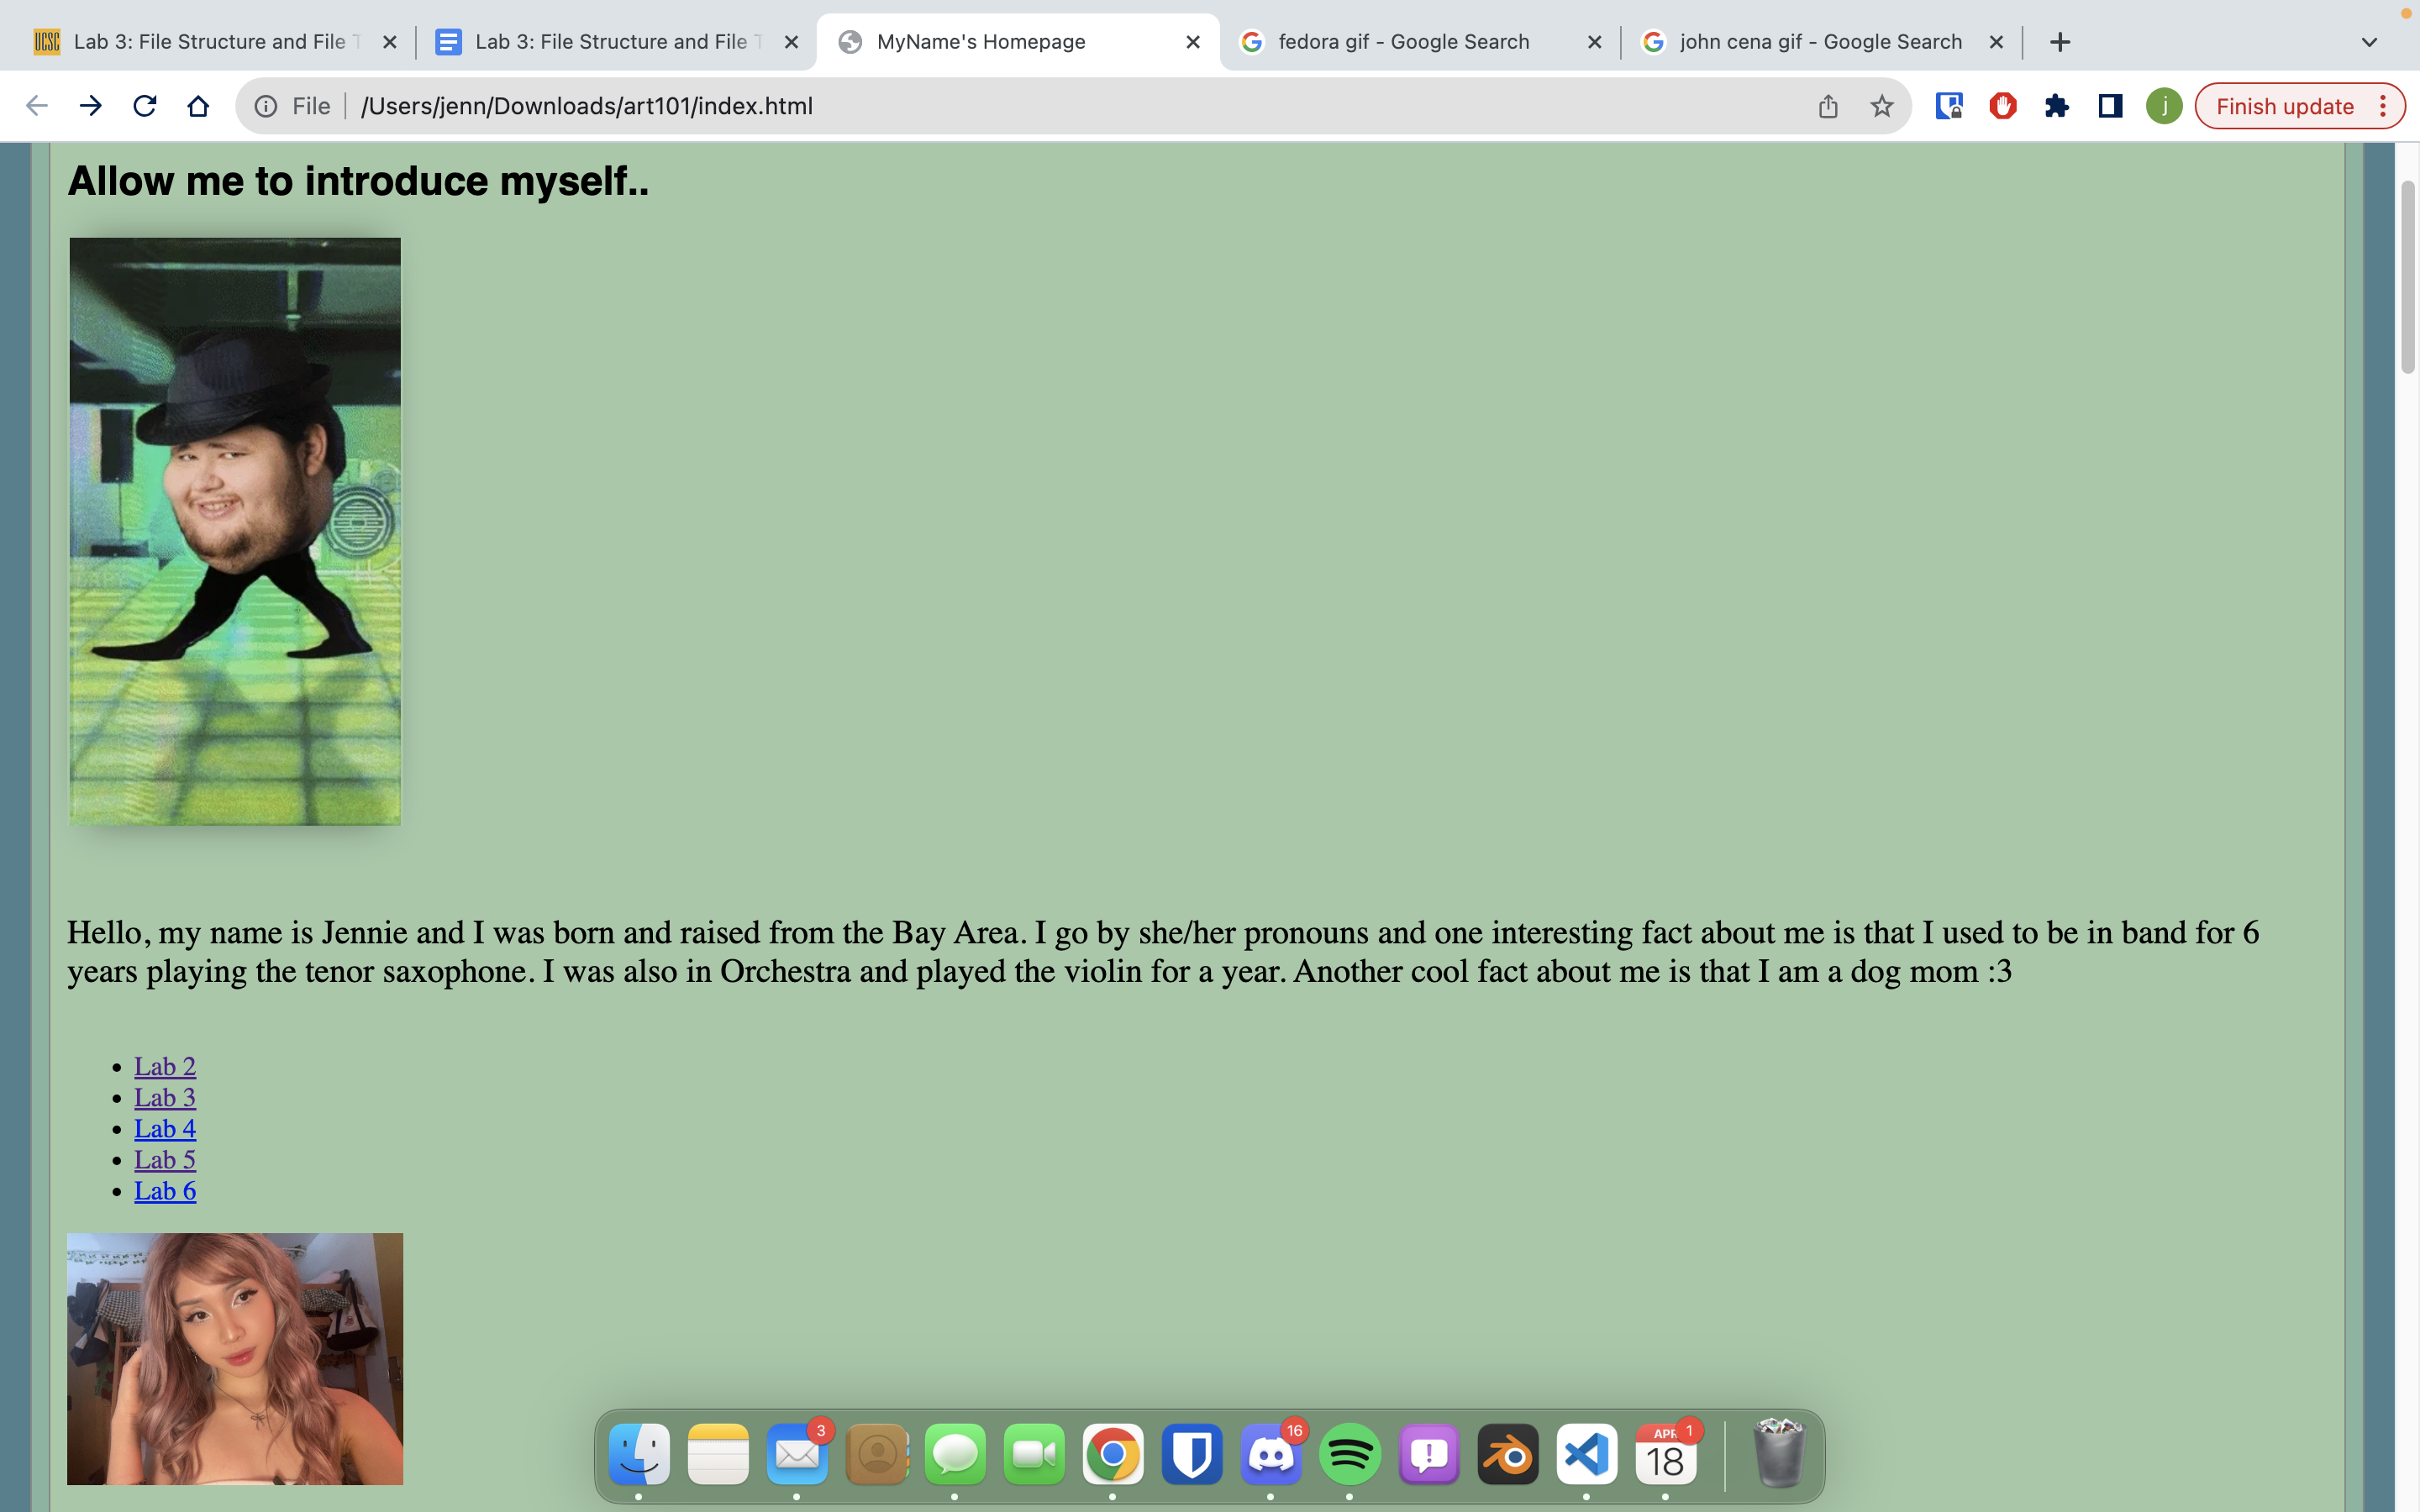 UCSC
Lab 3: File Structure and File T
Lab 3: File Structure and File T
MyName's Homepage
fedora gif - Google Search
john cena gif - Google Search
File
/Users/jenn/Downloads/art101/index.html
j
Finish update
Allow me to introduce myself..
Hello, my name is Jennie and I was born and raised from the Bay Area. I go by she/her pronouns and one interesting fact about me is that I used to be in band for 6
years playing the tenor saxophone. I was also in Orchestra and played the violin for a year. Another cool fact about me is that I am a dog mom :3
• Lab 2
• Lab 3
• Lab 4
• Lab 5
• Lab 6
3
16
APR
1
18